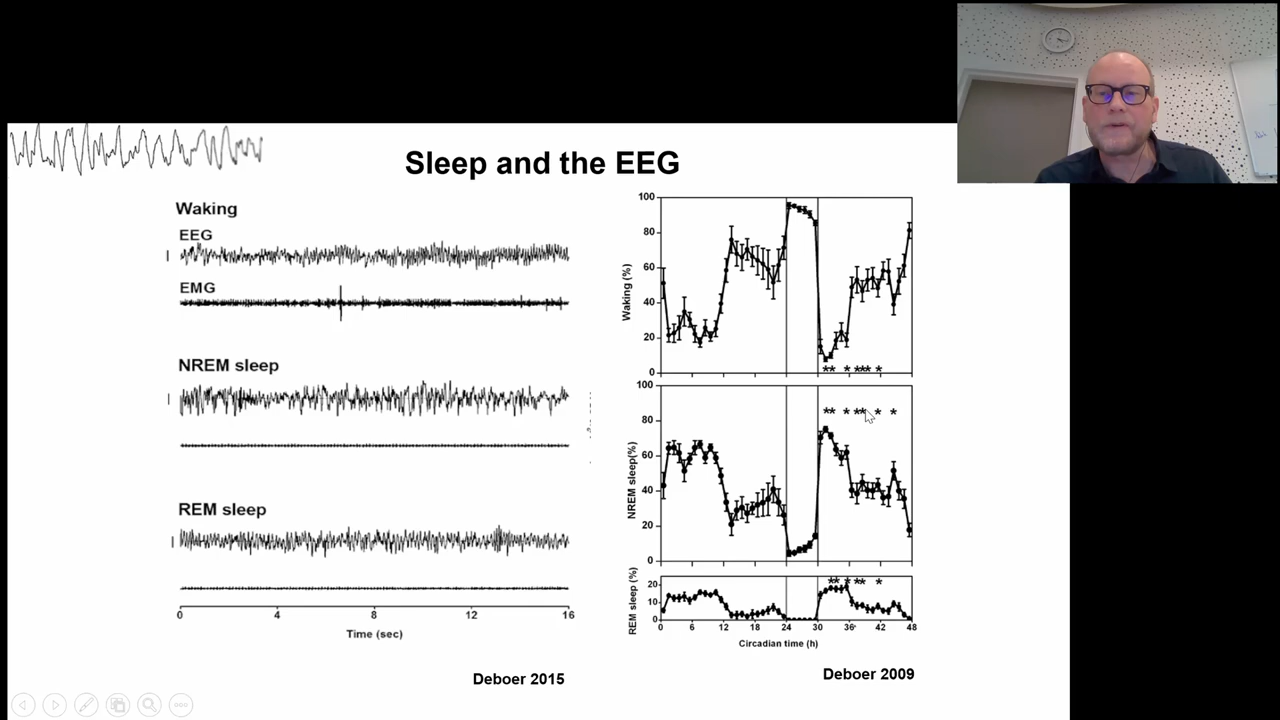 Sleep and the EEG
Waking
EEG
EMG
NREM sleep
REM sleep
0 4 8 12 16
Time (sec)
Deboer 2015
100
80
60
40
20
0
Waking (%)
** * *** *
100
80
60
40
20
0
NREM sleep(%)
** * ** * *
20
10
0
REM sleep (%)
** * ** *
0 6 12 18 24 30 36 42 48
Circadian time (h)
Deboer 2009